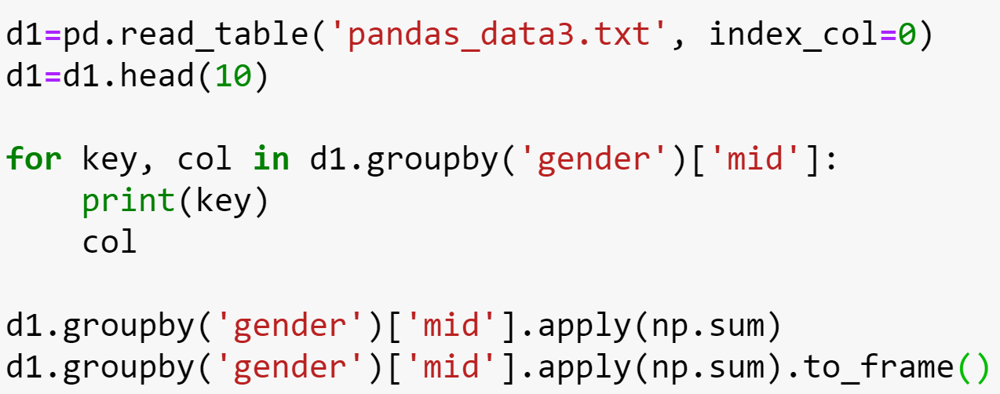 d1=pd.read_table('pandas_data3.txt', index_col=0)
d1=d1.head(10)

for key, col in d1.groupby('gender')['mid']:
    print(key)
    col

d1.groupby('gender')['mid'].apply(np.sum)
d1.groupby('gender')['mid'].apply(np.sum).to_frame()